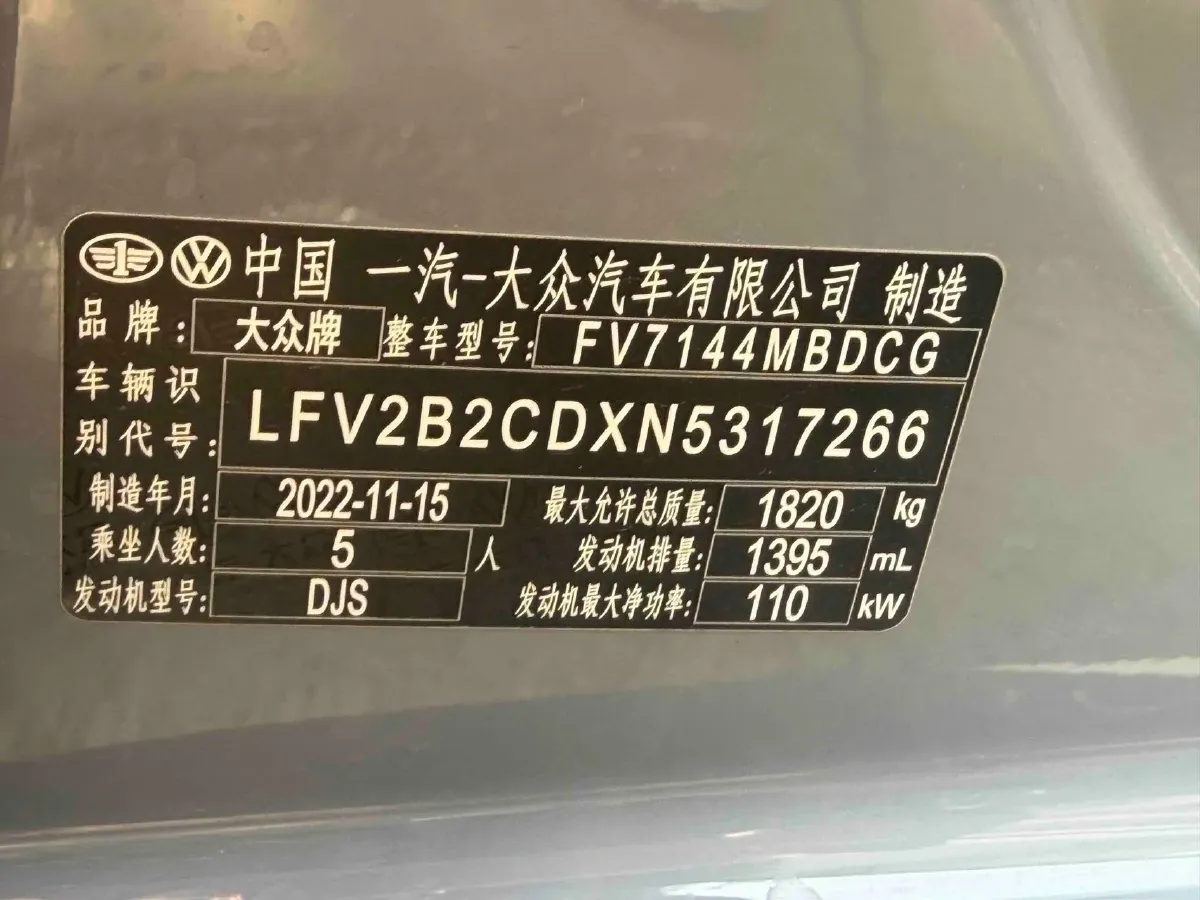 中国 一汽-大众汽车有限公司 制造
品牌: 大众牌 整车型号: FV7144MBDCG
车辆识
别代号: LFV2B2CDXN5317266
制造年月: 2022-11-15 最大允许总质量: 1820 kg
乘坐人数: 5 人 发动机排量: 1395 mL
发动机型号: DJS 发动机最大净功率: 110 kW